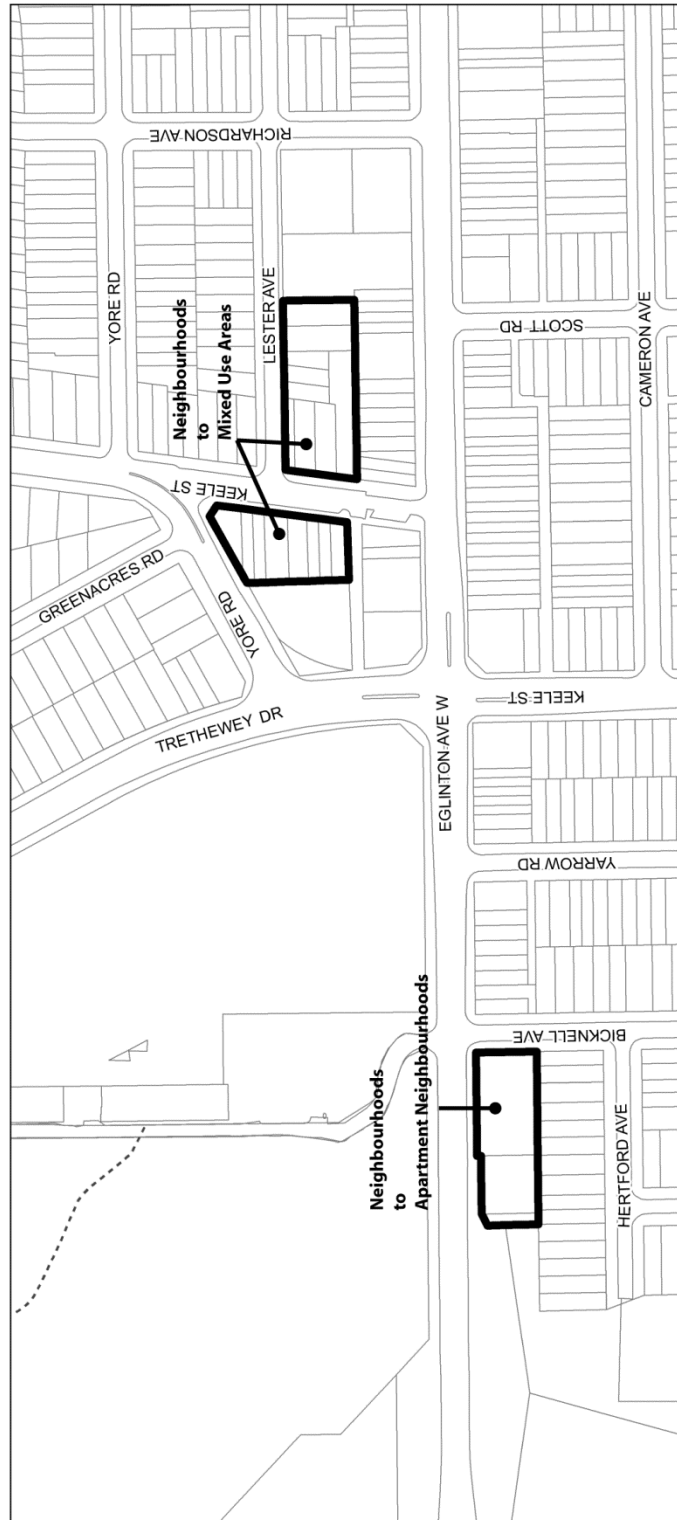 RICHARDSON AVE
YORE RD
LESTER AVE
Neighbourhoods
to
Mixed Use Areas
SCOTT RD
CAMERON AVE
KEELE ST
GREENACRES RD
YORE RD
TRETHEWEY DR
KEELE ST
EGLINTON AVE W
YARROW RD
BICKNELL AVE
Neighbourhoods
to
Apartment Neighbourhoods
HERTFORD AVE